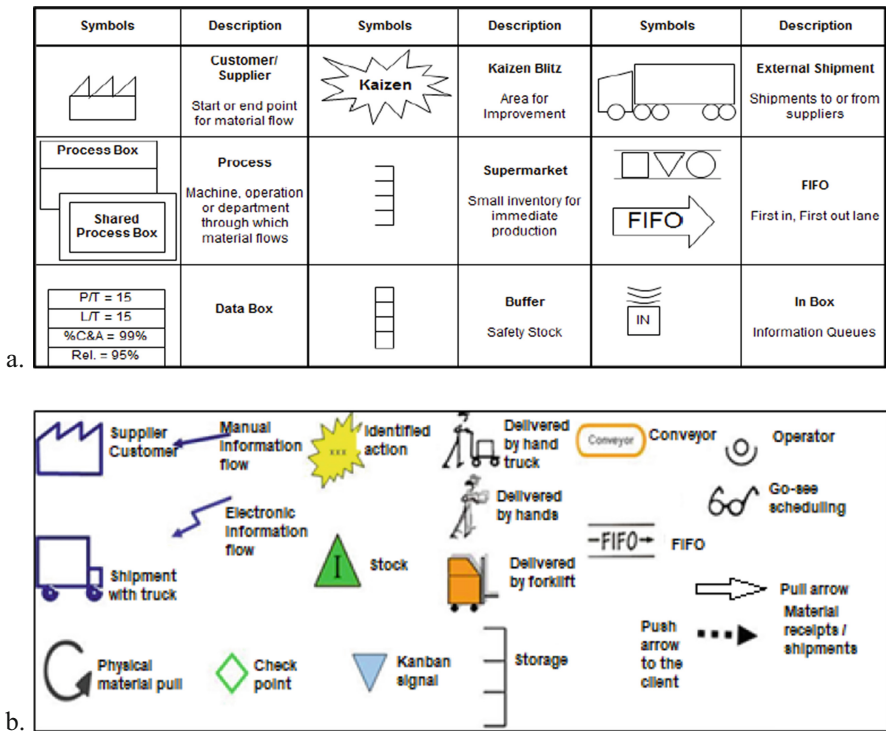 Symbols Description Symbols Description Symbols Description
Customer/
Supplier
Start or end point
for material flow
Kaizen
Kaizen Blitz
Area for
Improvement
External Shipment
Shipments to or from
suppliers
Process Box
Shared
Process Box
Process
Machine, operation
or department
through which
material flows
Supermarket
Small inventory for
immediate
production
FIFO
FIFO
First in, First out lane
P/T = 15
L/T = 15
%C&A = 99%
Rel. = 95%
Data Box
Buffer
Safety Stock
IN
In Box
Information Queues
a.
Supplier
Customer
Manual
information
flow
xxx
Identified
action
Delivered
by hand
truck
Conveyor
Conveyor
Operator
Electronic
information
flow
Delivered
by hands
Go-see
scheduling
Shipment
with truck
I
Stock
Delivered
by forklift
FIFO
FIFO
Pull arrow
Push
arrow
to the
client
Material
receipts /
shipments
Physical
material pull
Check
point
Kanban
signal
Storage
b.